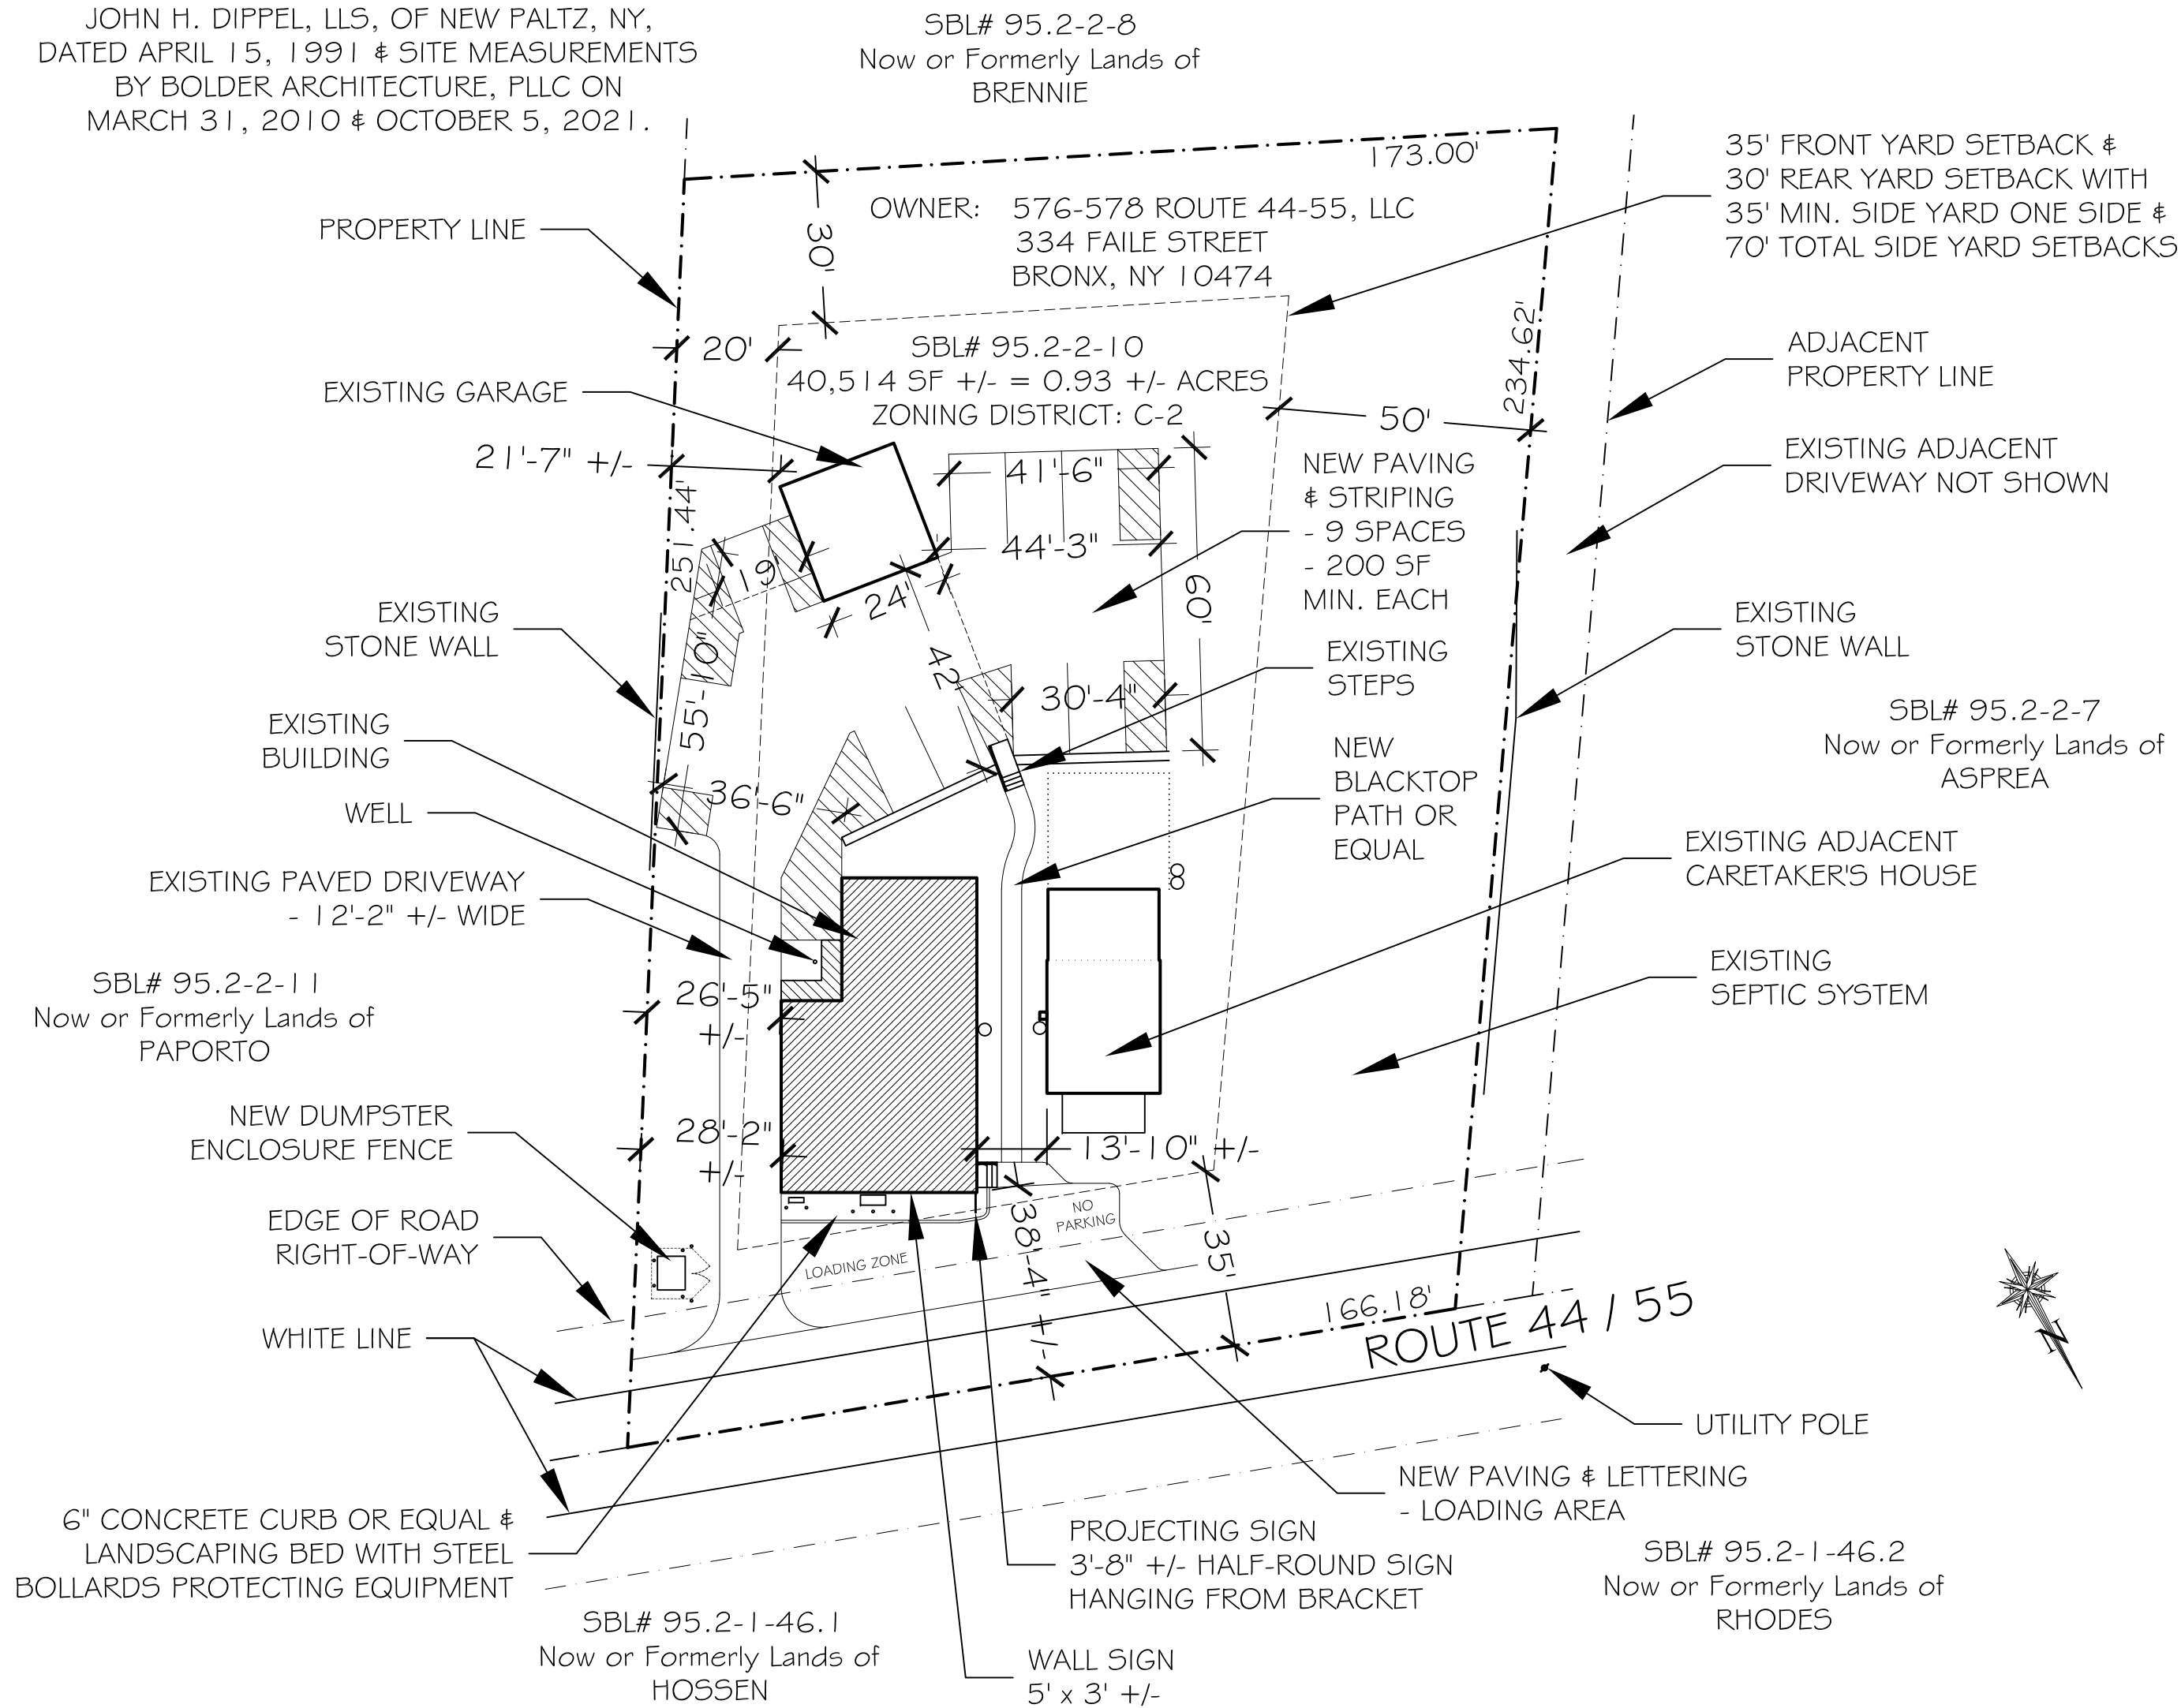 JOHN H. DIPPEL, LLS, OF NEW PALTZ, NY,
DATED APRIL 15, 1991 & SITE MEASUREMENTS
BY BOLDER ARCHITECTURE, PLLC ON
MARCH 31, 2010 & OCTOBER 5, 2021.
SBL# 95.2-2-8
Now or Formerly Lands of
BRENNIE
173.00'
35' FRONT YARD SETBACK &
30' REAR YARD SETBACK WITH
35' MIN. SIDE YARD ONE SIDE &
70' TOTAL SIDE YARD SETBACKS
PROPERTY LINE
30'
OWNER: 576-578 ROUTE 44-55, LLC
334 FAILE STREET
BRONX, NY 10474
20'
SBL# 95.2-2-10
40,514 SF +/- = 0.93 +/- ACRES
ZONING DISTRICT: C-2
234.62'
ADJACENT
PROPERTY LINE
EXISTING GARAGE
50'
21'-7" +/-
251.44'
41'-6"
44'-3"
NEW PAVING
& STRIPING
- 9 SPACES
- 200 SF
MIN. EACH
EXISTING ADJACENT
DRIVEWAY NOT SHOWN
19'
24'
60'
EXISTING
STONE WALL
55'-10"
42'
30'-4"
EXISTING
STEPS
EXISTING
STONE WALL
EXISTING
BUILDING
36'-6"
NEW
BLACKTOP
PATH OR
EQUAL
SBL# 95.2-2-7
Now or Formerly Lands of
ASPREA
WELL
EXISTING ADJACENT
CARETAKER'S HOUSE
EXISTING PAVED DRIVEWAY
- 12'-2" +/- WIDE
SBL# 95.2-2-11
Now or Formerly Lands of
PAPORTO
26'-5"
+/-
EXISTING
SEPTIC SYSTEM
NEW DUMPSTER
ENCLOSURE FENCE
28'-2"
+/-
13'-10" +/-
EDGE OF ROAD
RIGHT-OF-WAY
LOADING ZONE
38'-4" +/-
NO
PARKING
35'
166.18'
ROUTE 44 / 55
N
WHITE LINE
UTILITY POLE
NEW PAVING & LETTERING
- LOADING AREA
6" CONCRETE CURB OR EQUAL &
LANDSCAPING BED WITH STEEL
BOLLARDS PROTECTING EQUIPMENT
PROJECTING SIGN
3'-8" +/- HALF-ROUND SIGN
HANGING FROM BRACKET
SBL# 95.2-1-46.2
Now or Formerly Lands of
RHODES
SBL# 95.2-1-46.1
Now or Formerly Lands of
HOSSEN
WALL SIGN
5' x 3' +/-